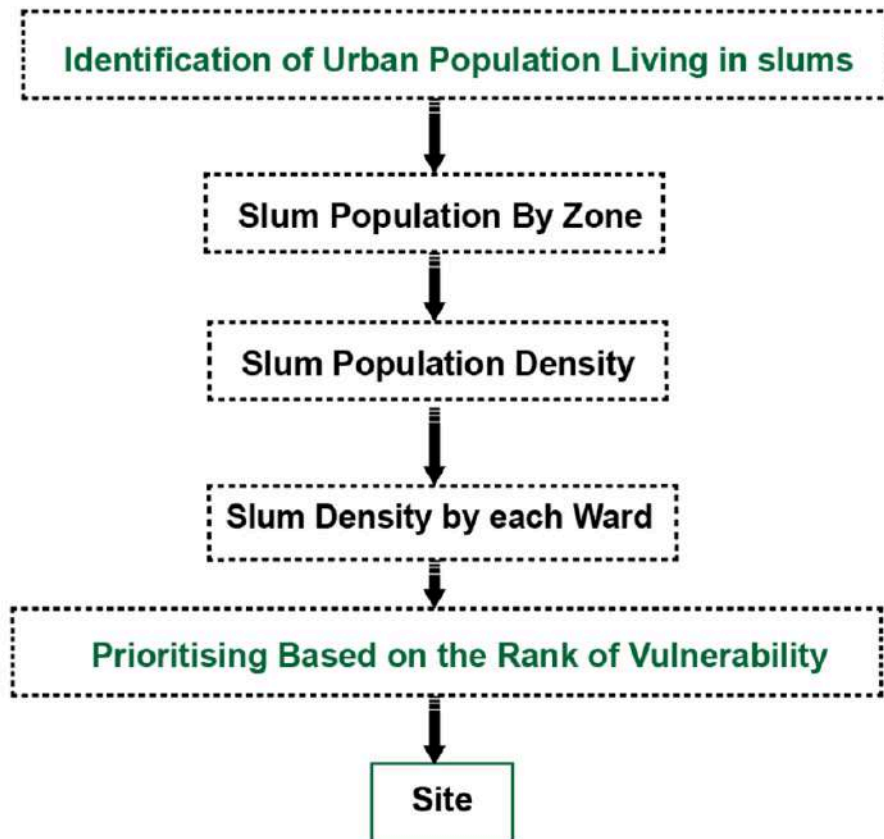 Identification of Urban Population Living in slums
Slum Population By Zone
Slum Population Density
Slum Density by each Ward
Prioritising Based on the Rank of Vulnerability
Site